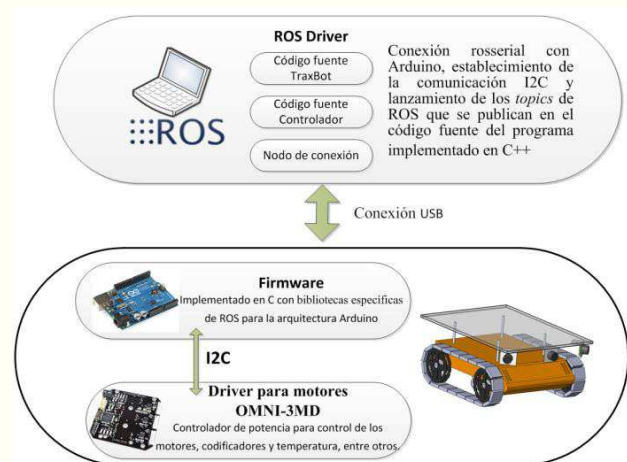 ROS Driver
Código fuente
TraxBot
Código fuente
Controlador
Nodo de conexión
:::ROS
Conexión rosserial con
Arduino, establecimiento de
la comunicación I2C y
lanzamiento de los topics de
ROS que se publican en el
código fuente del programa
implementado en C++
Conexión USB
Firmware
Implementado en C con bibliotecas especificas
de ROS para la arquitectura Arduino
I2C
Driver para motores
OMNI-3MD
Controlador de potencia para control de los
motores, codificadores y temperatura, entre otros.